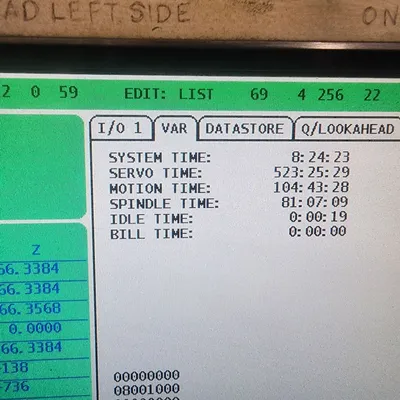 AD LEFT SIDE ON
2 0 59 EDIT: LIST 69 4 256 22
I/O 1 VAR DATASTORE Q/LOOKAHEAD
SYSTEM TIME: 8:24:23
SERVO TIME: 523:25:29
MOTION TIME: 104:43:28
SPINDLE TIME: 81:07:09
IDLE TIME: 0:00:19
BILL TIME: 0:00:00
Z
66.3384
66.3384
66.3568
0.0000
66.3384
-138
-736
00000000
08001000